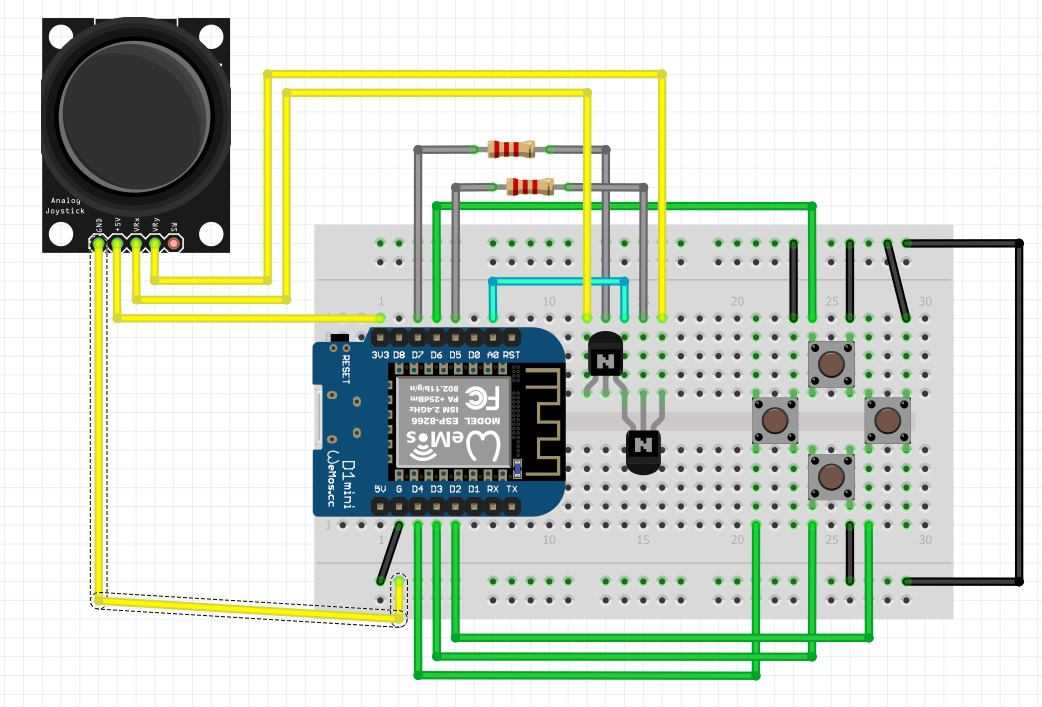 Analog
Joystick
GND
+5V
VRx
VRy
SW
1
10
15
20
25
30
RESET
3V3 D8 D7 D6 D5 D0 A0 RST
802.11b/g/n
PA +25dBm
ISM 2.4GHz
MODEL ESP-8266
FC
WeMos
D1 mini
WeMos.cc
N
N
5V G D4 D3 D2 D1 RX TX
J
1
10
15
20
25
30